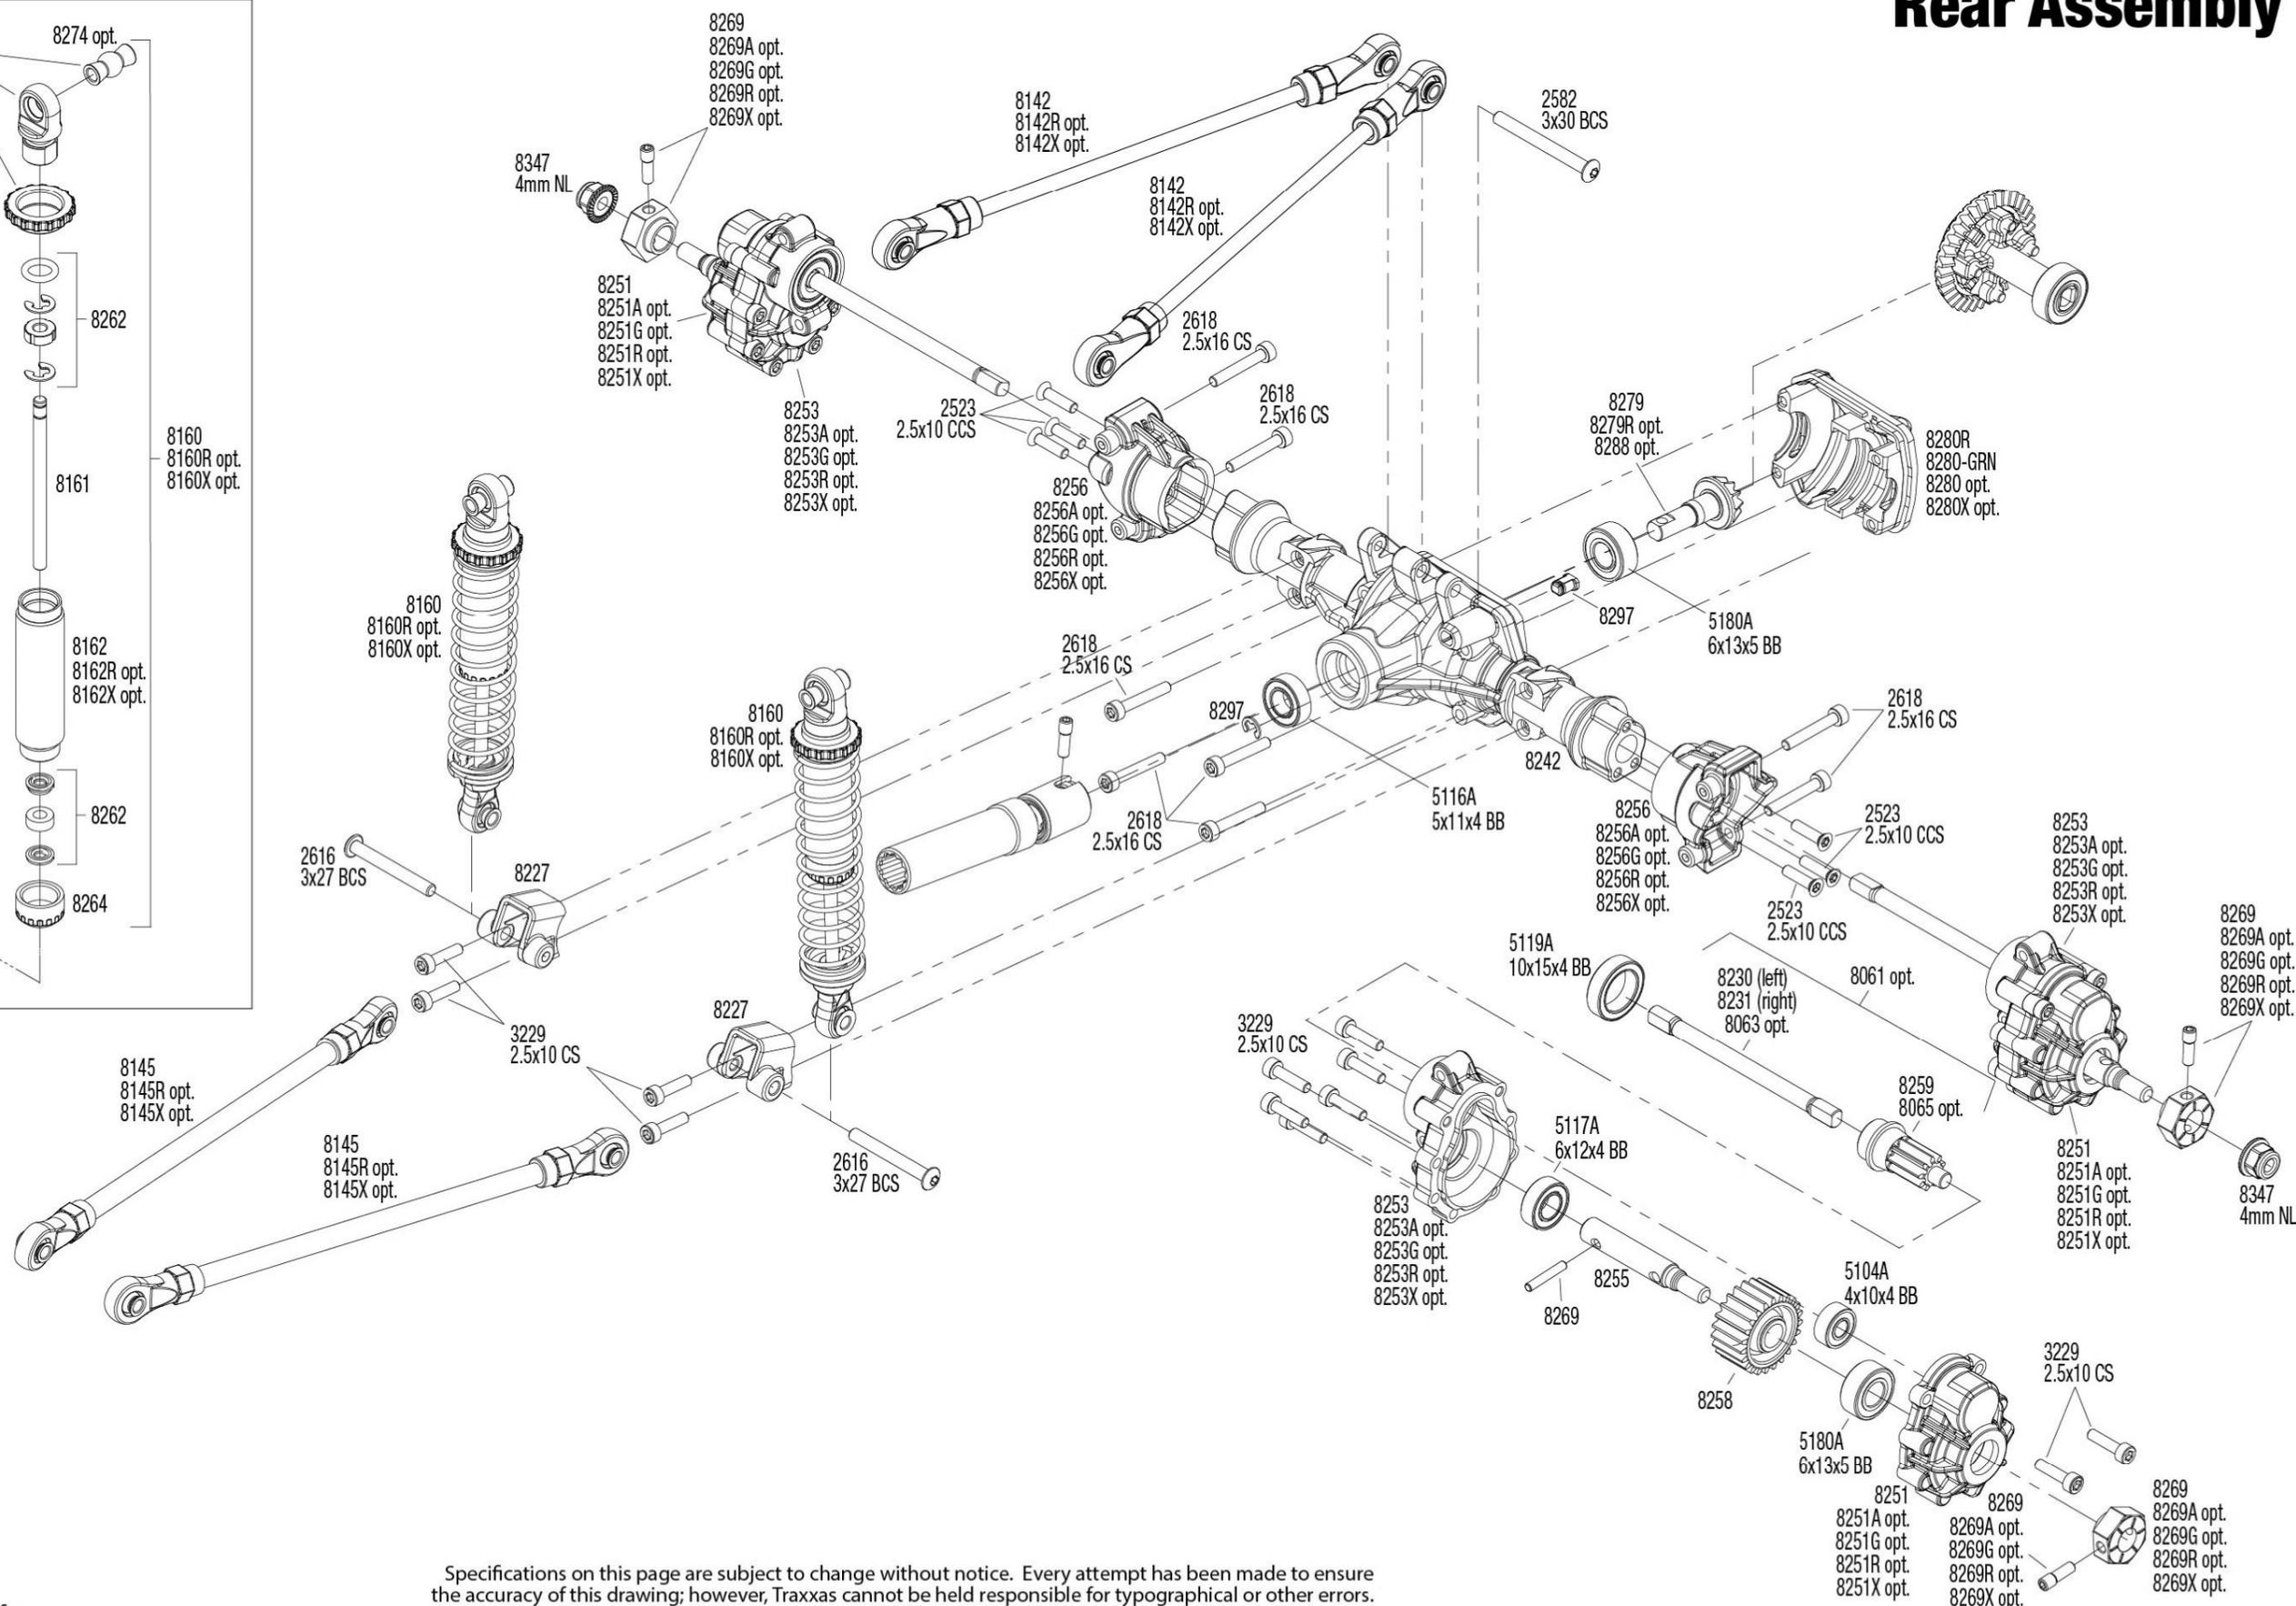 Rear Assembly
8274 opt.
8262
8161
8160
8160R opt.
8160X opt.
8162
8162R opt.
8162X opt.
8262
8264
8269
8269A opt.
8269G opt.
8269R opt.
8269X opt.
8347
4mm NL
8251
8251A opt.
8251G opt.
8251R opt.
8251X opt.
8253
8253A opt.
8253G opt.
8253R opt.
8253X opt.
8142
8142R opt.
8142X opt.
8142
8142R opt.
8142X opt.
2582
3x30 BCS
2618
2.5x16 CS
2618
2.5x16 CS
2523
2.5x10 CCS
8256
8256A opt.
8256G opt.
8256R opt.
8256X opt.
8279
8279R opt.
8288 opt.
8280R
8280-GRN
8280 opt.
8280X opt.
8297
5180A
6x13x5 BB
8160
8160R opt.
8160X opt.
8160
8160R opt.
8160X opt.
2618
2.5x16 CS
8297
2618
2.5x16 CS
5116A
5x11x4 BB
8242
2618
2.5x16 CS
8256
8256A opt.
8256G opt.
8256R opt.
8256X opt.
2523
2.5x10 CCS
2523
2.5x10 CCS
8253
8253A opt.
8253G opt.
8253R opt.
8253X opt.
8269
8269A opt.
8269G opt.
8269R opt.
8269X opt.
2616
3x27 BCS
8227
8227
3229
2.5x10 CS
8145
8145R opt.
8145X opt.
8145
8145R opt.
8145X opt.
2616
3x27 BCS
5119A
10x15x4 BB
8230 (left)
8231 (right)
8063 opt.
8061 opt.
8259
8065 opt.
3229
2.5x10 CS
5117A
6x12x4 BB
8253
8253A opt.
8253G opt.
8253R opt.
8253X opt.
8255
8269
8251
8251A opt.
8251G opt.
8251R opt.
8251X opt.
8347
4mm NL
5104A
4x10x4 BB
8258
5180A
6x13x5 BB
3229
2.5x10 CS
8251
8251A opt.
8251G opt.
8251R opt.
8251X opt.
8269
8269A opt.
8269G opt.
8269R opt.
8269X opt.
8269
8269A opt.
8269G opt.
8269R opt.
8269X opt.
Specifications on this page are subject to change without notice. Every attempt has been made to ensure
the accuracy of this drawing; however, Traxxas cannot be held responsible for typographical or other errors.